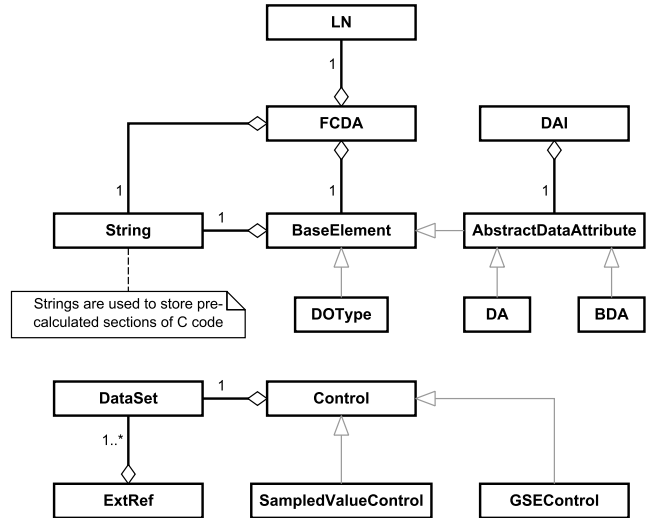 LN
1
FCDA
DAI
1
1
1
String
1
BaseElement
AbstractDataAttribute
Strings are used to store pre-
calculated sections of C code
DOType
DA
BDA
DataSet
1
Control
1..*
ExtRef
SampledValueControl
GSEControl